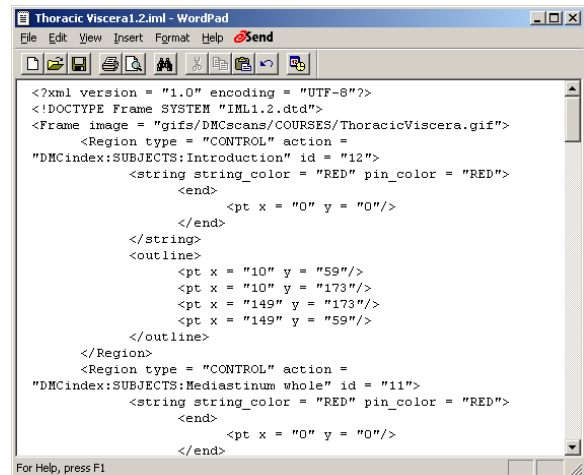 Thoracic Viscera1.2.iml - WordPad
File Edit View Insert Format Help Send
<?xml version = "1.0" encoding = "UTF-8"?>
<!DOCTYPE Frame SYSTEM "IML1.2.dtd">
<Frame image = "gifs/DMCscans/COURSES/ThoracicViscera.gif">
<Region type = "CONTROL" action =
"DMCindex:SUBJECTS:Introduction" id = "12">
<string string_color = "RED" pin_color = "RED">
<end>
<pt x = "0" y = "0"/>
</end>
</string>
<outline>
<pt x = "10" y = "59"/>
<pt x = "10" y = "173"/>
<pt x = "149" y = "173"/>
<pt x = "149" y = "59"/>
</outline>
</Region>
<Region type = "CONTROL" action =
"DMCindex:SUBJECTS:Mediastinum whole" id = "11">
<string string_color = "RED" pin_color = "RED">
<end>
<pt x = "0" y = "0"/>
</end>
For Help, press F1